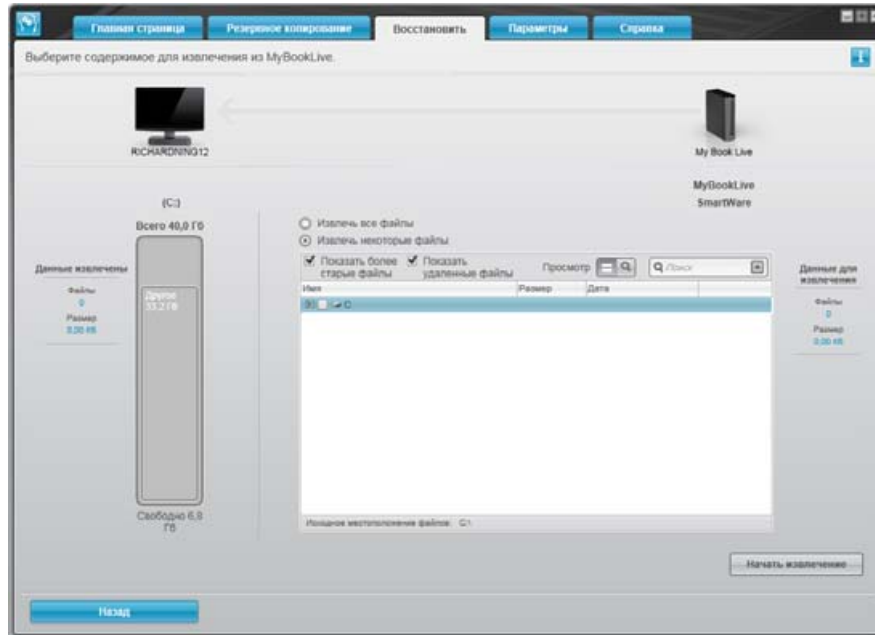 Главная страница
Резервное копирование
Восстановить
Параметры
Справка
Выберите содержимое для извлечения из MyBookLive.
RICHARDNING12
My Book Live
MyBookLive
SmartWare
(C:)
Всего 40,0 Гб
Извлечь все файлы
Извлечь некоторые файлы
Показать более
старые файлы
Показать
удаленные файлы
Просмотр
Поиск
Данные извлечены
Файлы
0
Размер
0,00 кб
Другое
33.2 Гб
Имя
Размер
Дата
C
Данные для
извлечения
Файлы
0
Размер
0,00 кб
Свободно 6,8
Гб
Исходное местоположение файлов: C:\
Начать извлечение
Назад